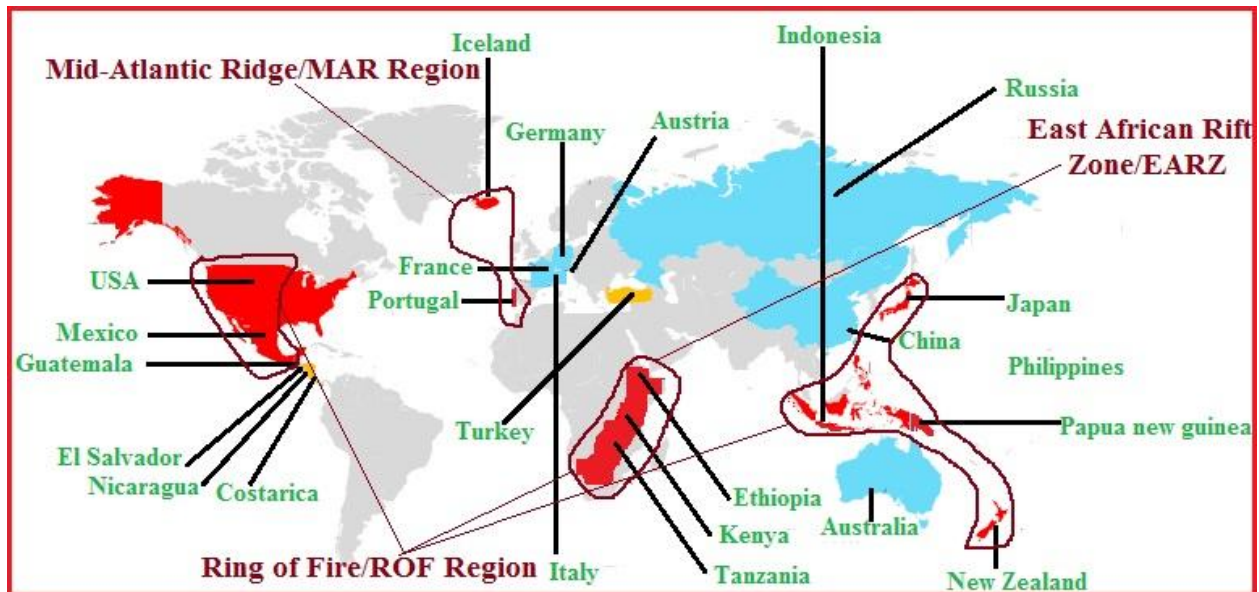 Iceland
Indonesia
Mid-Atlantic Ridge/MAR Region
Russia
Germany
Austria
East African Rift
Zone/EARZ
France
USA
Portugal
Japan
Mexico
China
Guatemala
Philippines
Turkey
Papua new guinea
El Salvador
Nicaragua
Costarica
Ethiopia
Australia
Kenya
Ring of Fire/ROF Region
Italy
Tanzania
New Zealand